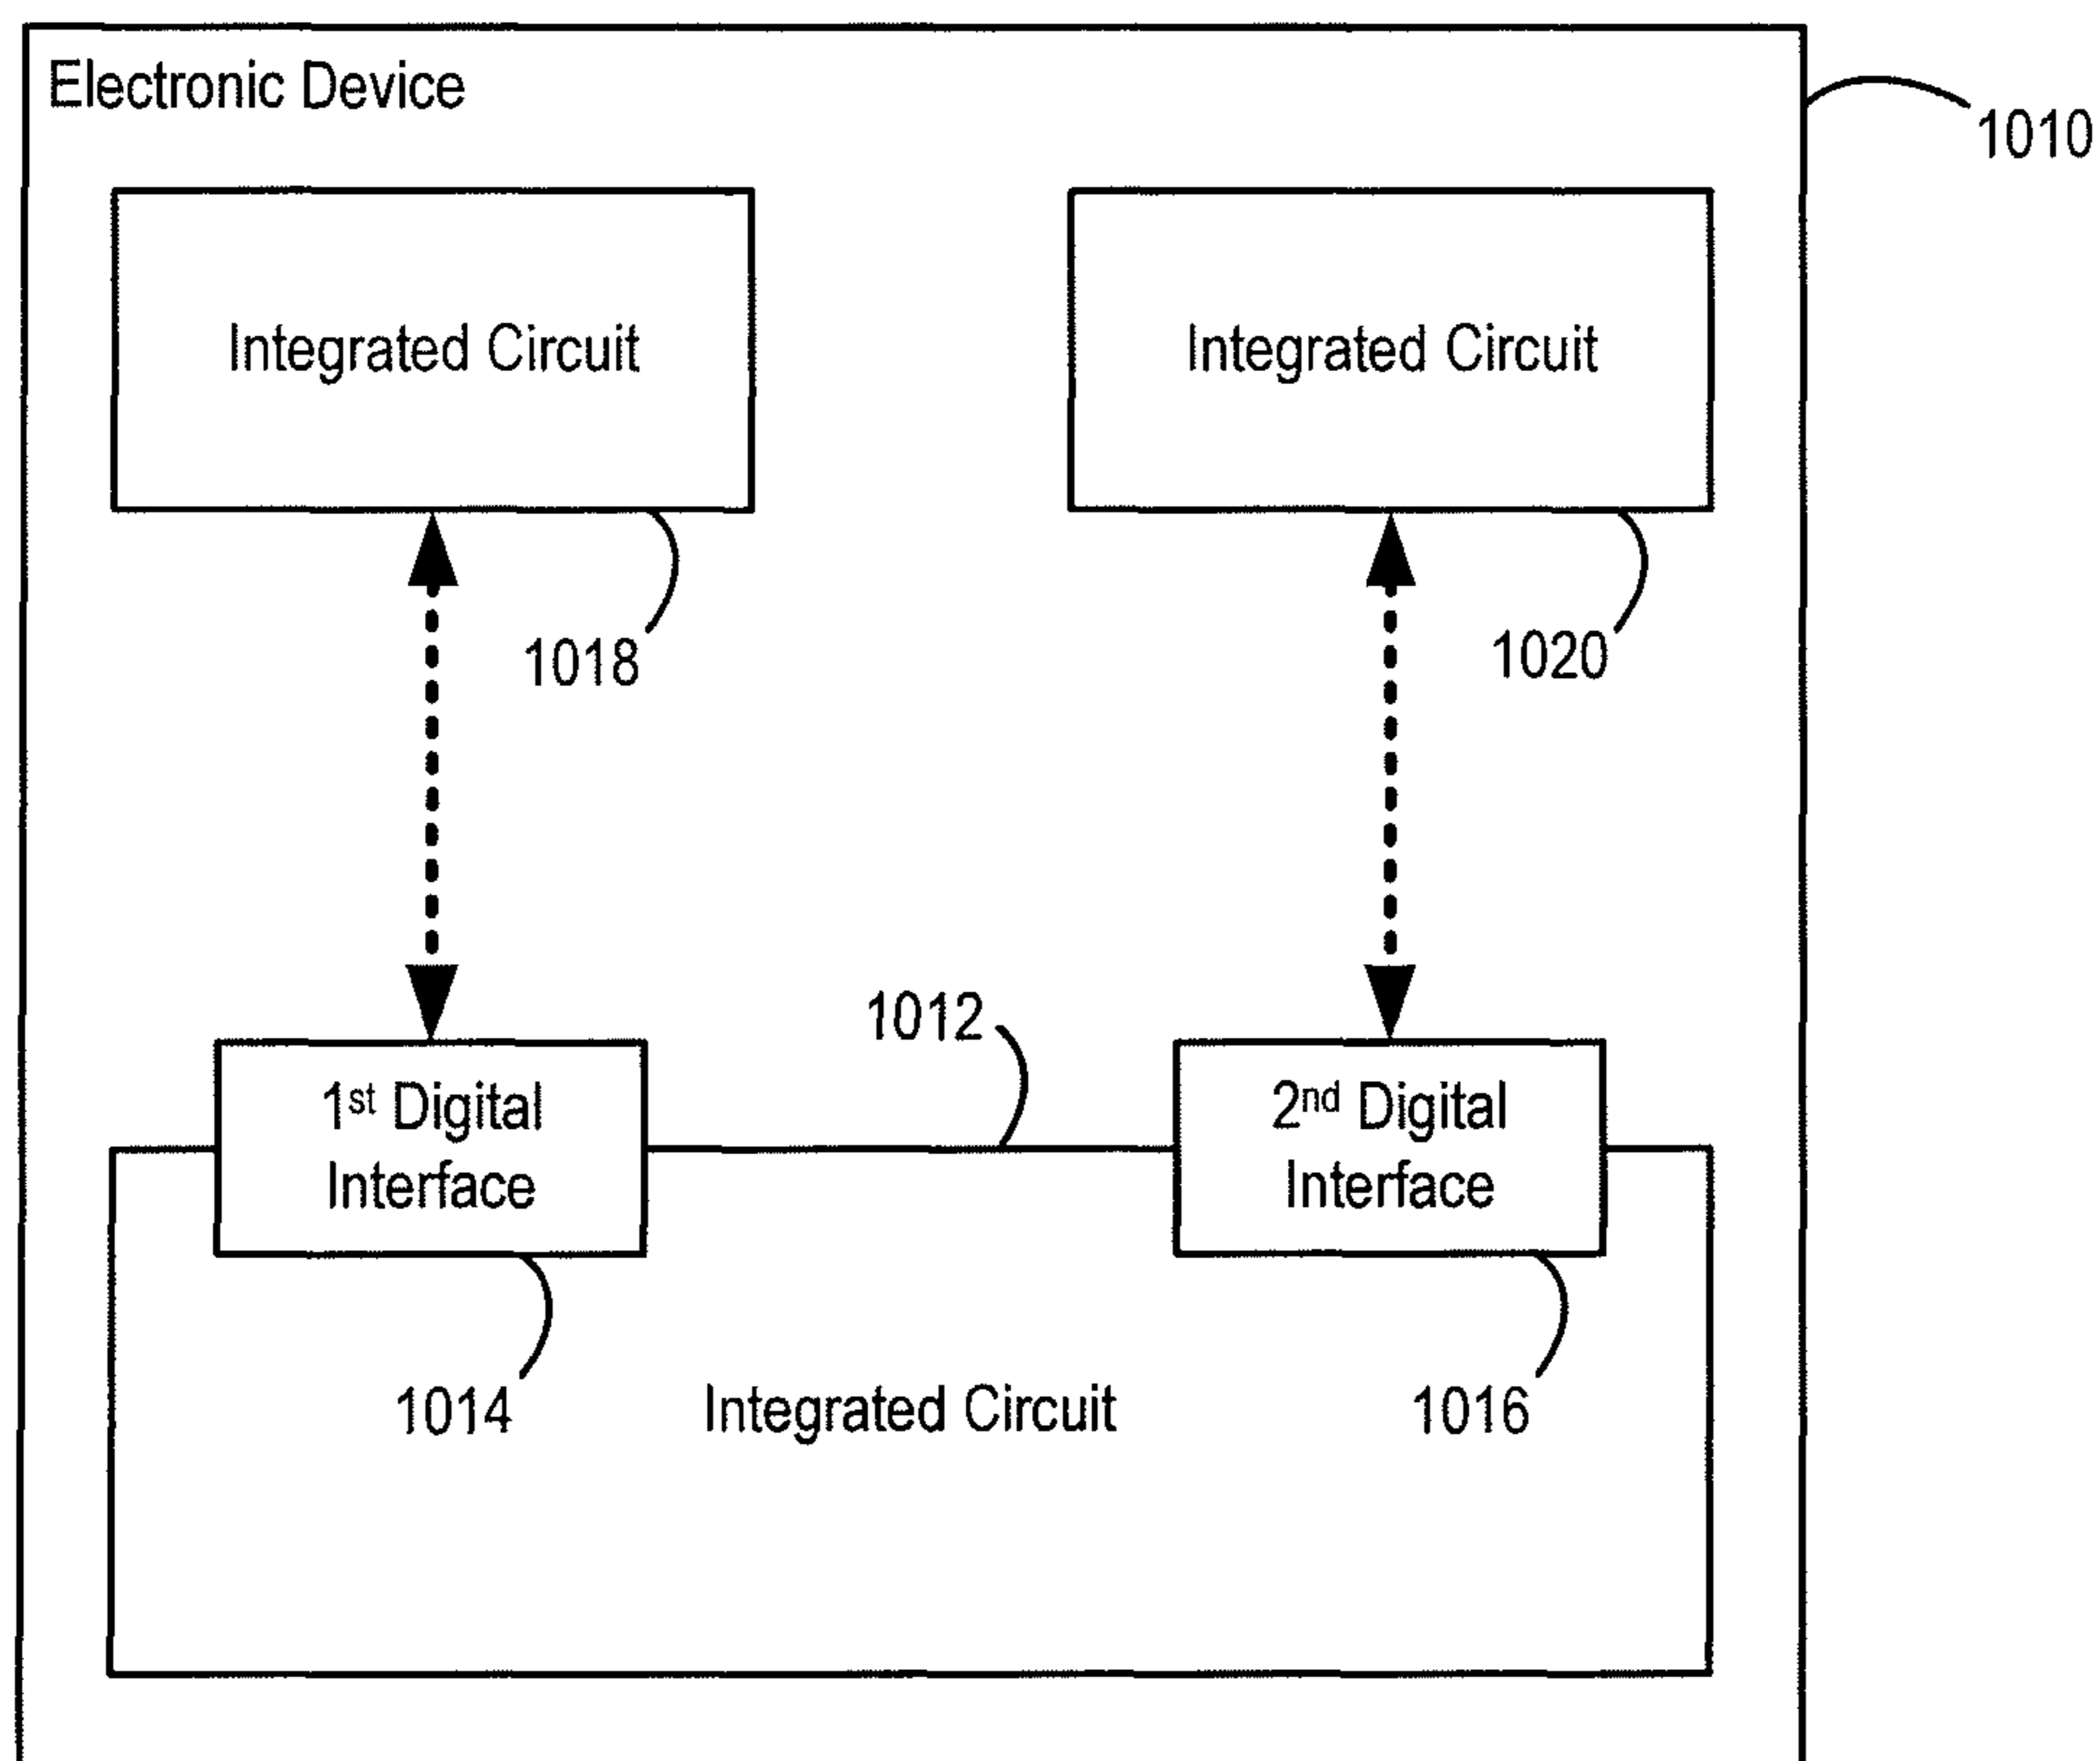 Electronic Device
1010
Integrated Circuit
Integrated Circuit
1018
1020
1012
1st Digital
Interface
2nd Digital
Interface
1014
Integrated Circuit
1016